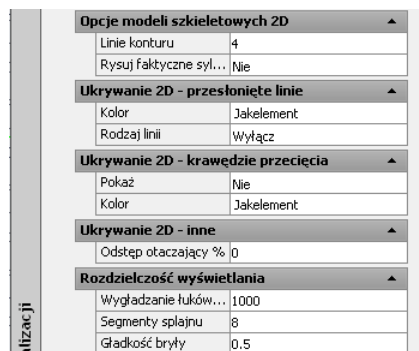 Opcje modeli szkieletowych 2D
Linie konturu 4
Rysuj faktyczne syl... Nie
Ukrywanie 2D - przesłonięte linie
Kolor Jakelement
Rodzaj linii Wyłącz
Ukrywanie 2D - krawędzie przecięcia
Pokaż Nie
Kolor Jakelement
Ukrywanie 2D - inne
Odstęp otaczający % 0
Rozdzielczość wyświetlania
Wygładzanie łuków... 1000
Segmenty splajnu 8
Gładkość bryły 0.5
alizacji